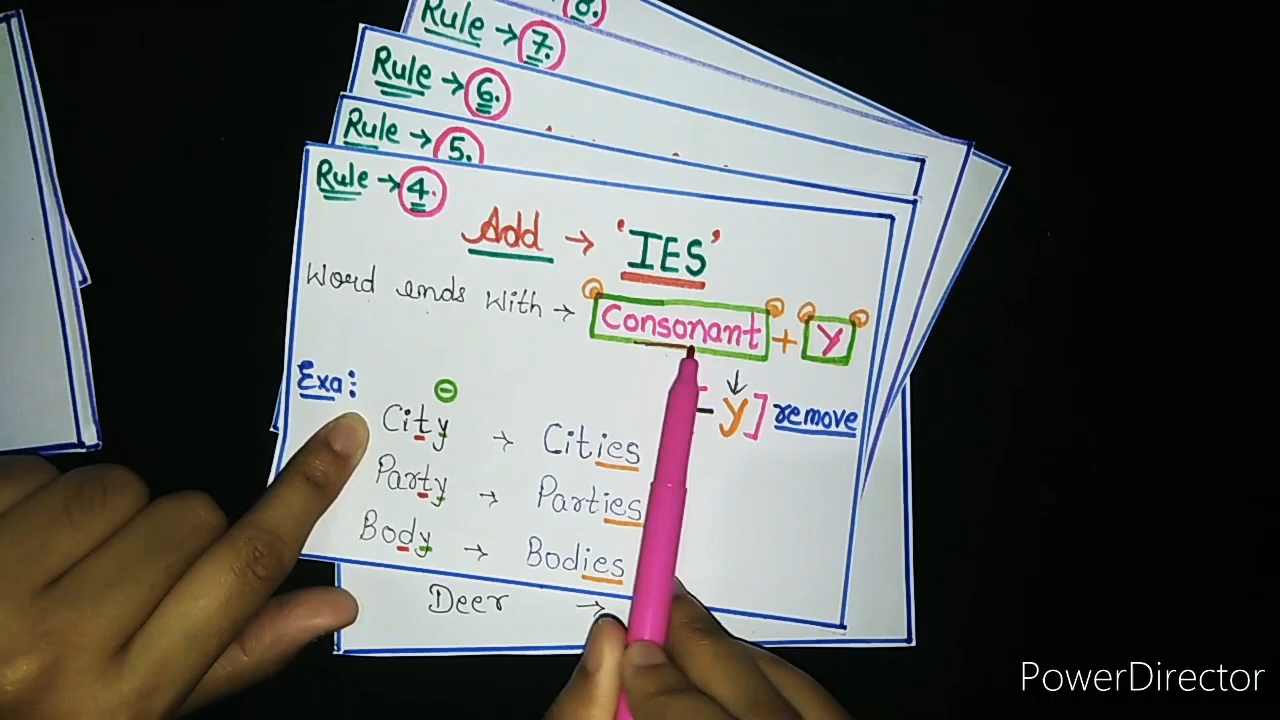 8.
Rule → 7.
Rule → 6.
Rule → 5.
Rule → 4.
Add → 'IES'
Word ends with → Consonant + y
- y] remove
Exa:
City → Cities
Party → Parties
Body → Bodies
Deer →
PowerDirector